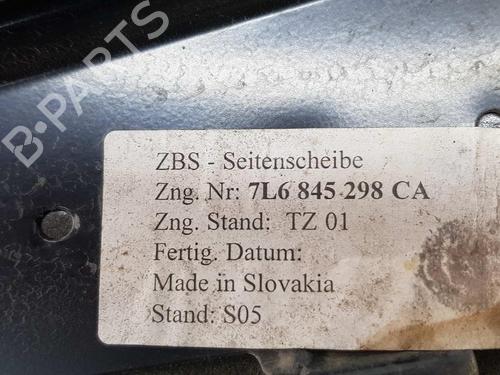 B-PARTS
ZBS - Seitenscheibe
Zng. Nr: 7L6 845 298 CA
Zng. Stand: TZ 01
Fertig. Datum:
Made in Slovakia
Stand: S05